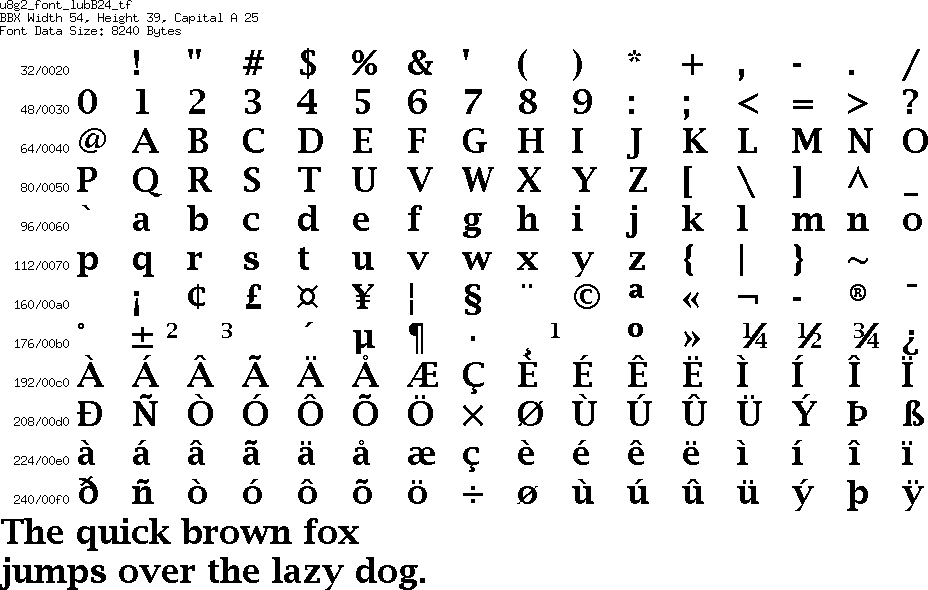 u8g2_font_lubB24_tf
BBX Width 54, Height 39, Capital A 25
Font Data Size: 8240 Bytes
32/0020 ! " # $ % & ' ( ) * + , - . /
48/0030 0 1 2 3 4 5 6 7 8 9 : ; < = > ?
64/0040 @ A B C D E F G H I J K L M N O
80/0050 P Q R S T U V W X Y Z [ \ ] ^ _
96/0060 ` a b c d e f g h i j k l m n o
112/0070 p q r s t u v w x y z { | } ~
160/00a0 ¡ ¢ £ ¤ ¥ ¦ § ¨ © ª « ¬ - ® ¯
176/00b0 ° ± ² ³ ´ µ ¶ · ¸ ¹ º » ¼ ½ ¾ ¿
192/00c0 À Á Â Ã Ä Å Æ Ç È É Ê Ë Ì Í Î Ï
208/00d0 Ð Ñ Ò Ó Ô Õ Ö × Ø Ù Ú Û Ü Ý Þ ß
224/00e0 à á â ã ä å æ ç è é ê ë ì í î ï
240/00f0 ð ñ ò ó ô õ ö ÷ ø ù ú û ü ý þ ÿ
The quick brown fox
jumps over the lazy dog.